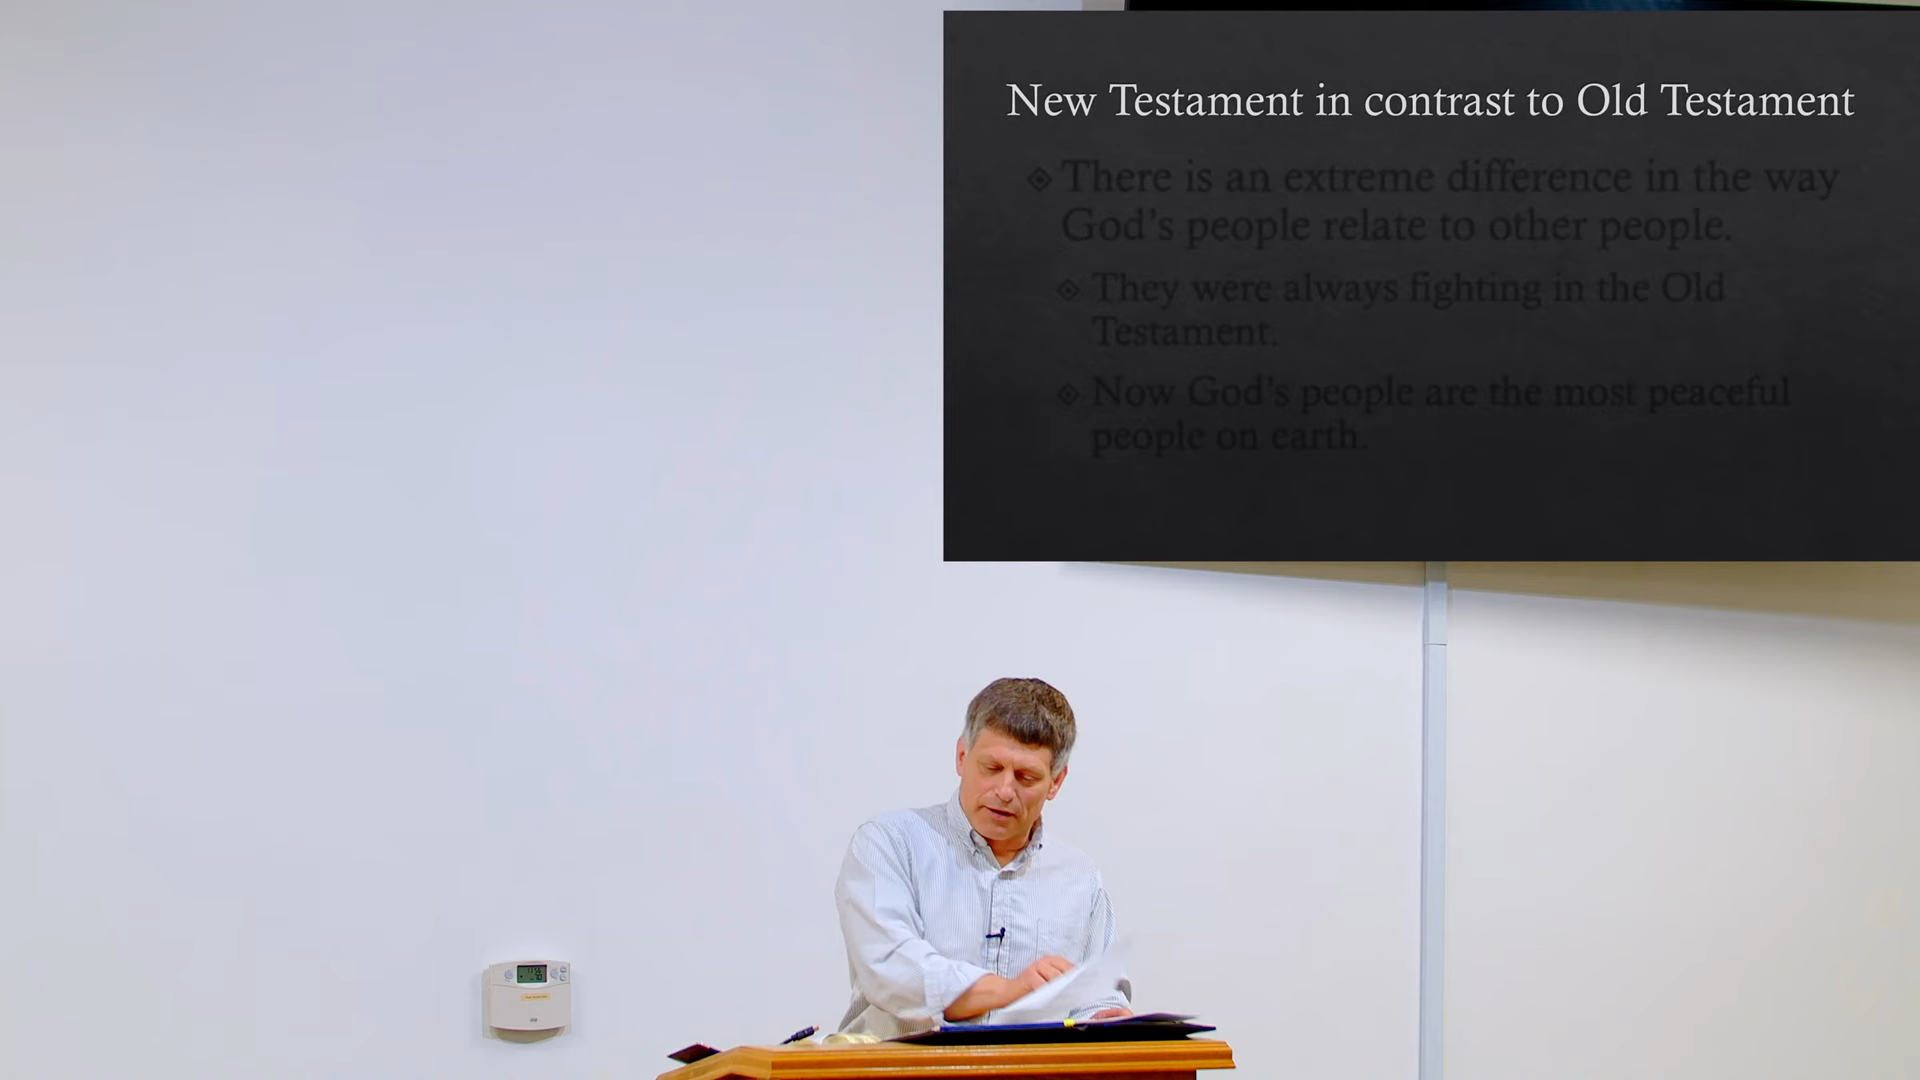 New Testament in contrast to Old Testament
There is an extreme difference in the way
God's people relate to other people.
They were always fighting in the Old
Testament.
Now God's people are the most peaceful
people on earth.